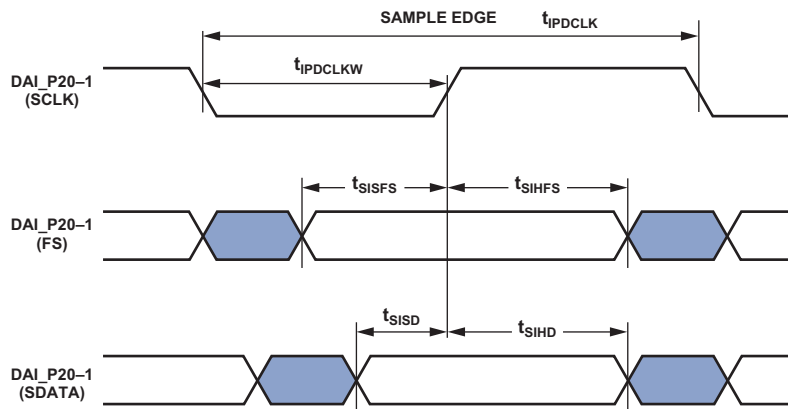 SAMPLE EDGE
tIPDCLK
tIPDCLKW
DAI_P20–1
(SCLK)
tSISFS
tSIHFS
DAI_P20–1
(FS)
tSISD
tSIHD
DAI_P20–1
(SDATA)